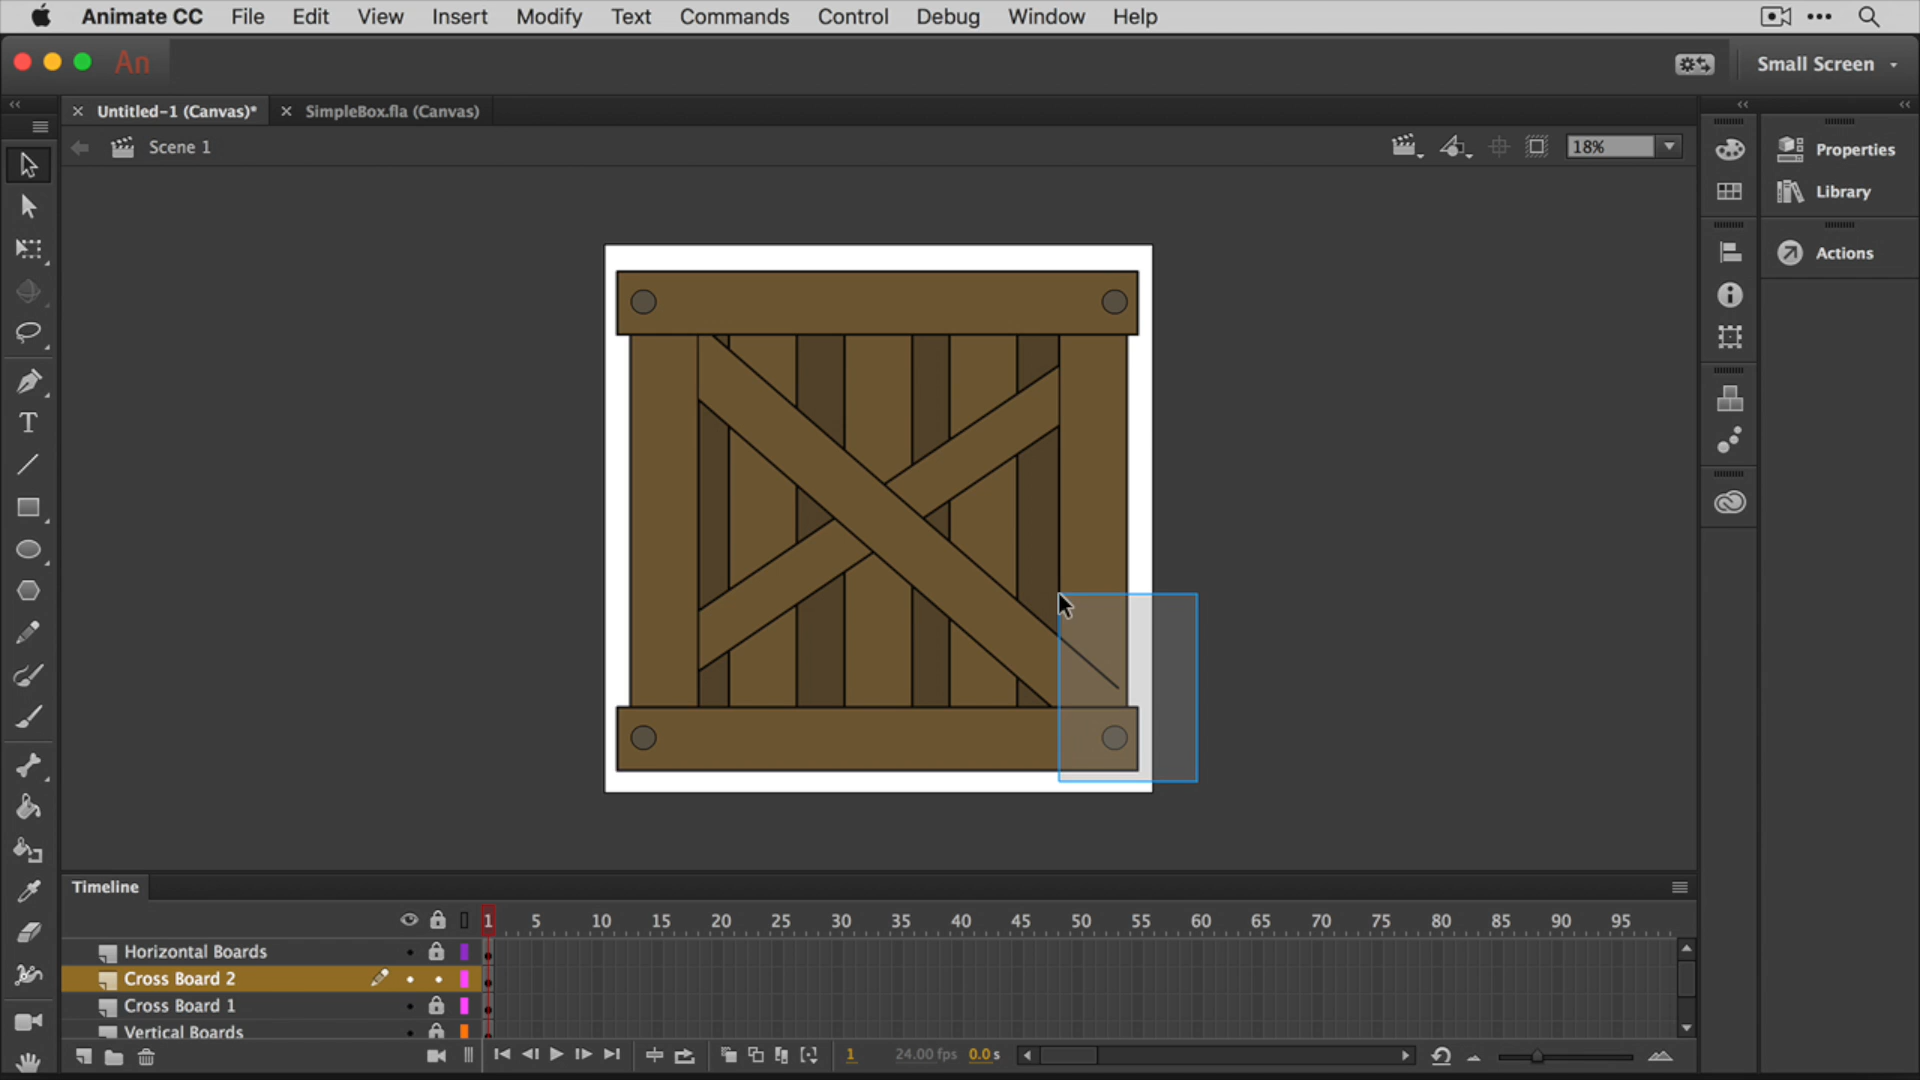 Animate CC File Edit View Insert Modify Text Commands Control Debug Window Help
An Small Screen
Untitled-1 (Canvas)* SimpleBox.fla (Canvas)
Scene 1 18%
Properties
Library
Actions
T
Timeline
1 5 10 15 20 25 30 35 40 45 50 55 60 65 70 75 80 85 90 95
Horizontal Boards
Cross Board 2
Cross Board 1
Vertical Boards
1 24.00 fps 0.0 s